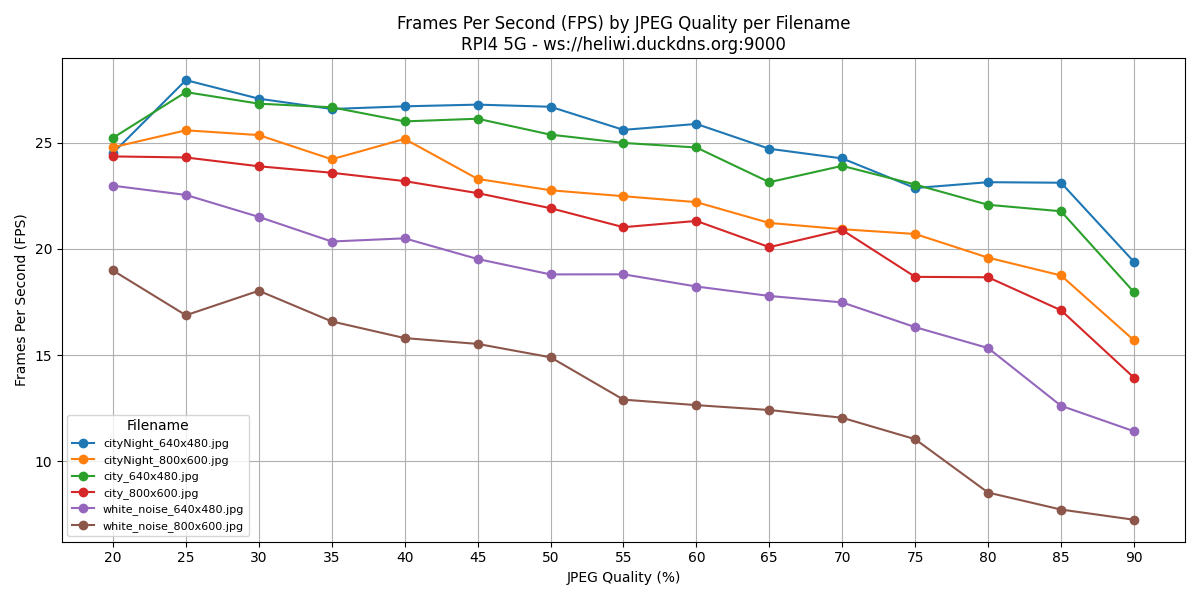 Frames Per Second (FPS) by JPEG Quality per Filename
RPI4 5G - ws://heliwi.duckdns.org:9000
Frames Per Second (FPS)
25
20
15
10
Filename
cityNight_640x480.jpg
cityNight_800x600.jpg
city_640x480.jpg
city_800x600.jpg
white_noise_640x480.jpg
white_noise_800x600.jpg
20 25 30 35 40 45 50 55 60 65 70 75 80 85 90
JPEG Quality (%)